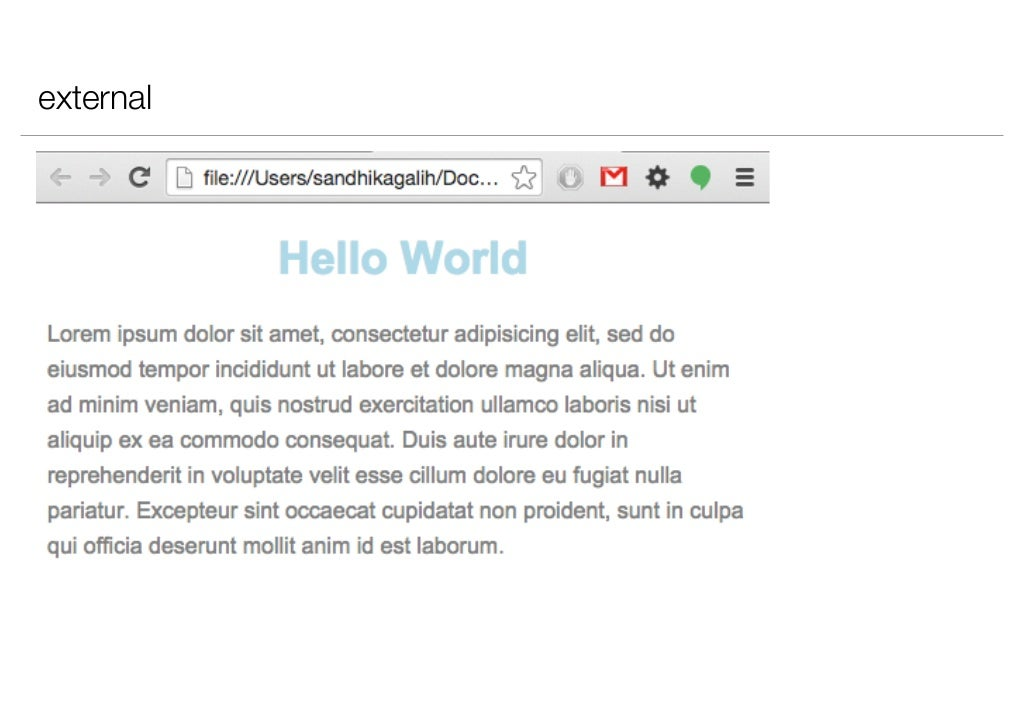 external
file:///Users/sandhikagalih/Doc...
Hello World
Lorem ipsum dolor sit amet, consectetur adipisicing elit, sed do
eiusmod tempor incididunt ut labore et dolore magna aliqua. Ut enim
ad minim veniam, quis nostrud exercitation ullamco laboris nisi ut
aliquip ex ea commodo consequat. Duis aute irure dolor in
reprehenderit in voluptate velit esse cillum dolore eu fugiat nulla
pariatur. Excepteur sint occaecat cupidatat non proident, sunt in culpa
qui officia deserunt mollit anim id est laborum.